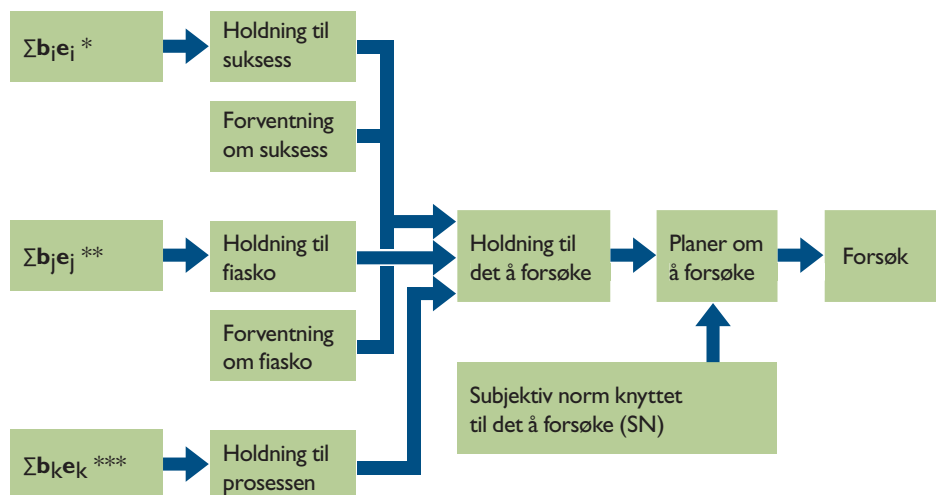 ∑bᵢeᵢ *
Holdning til
suksess
Forventning
om suksess
∑bⱼeⱼ **
Holdning til
fiasko
Forventning
om fiasko
∑bₖeₖ ***
Holdning til
prosessen
Holdning til
det å forsøke
Planer om
å forsøke
Forsøk
Subjektiv norm knyttet
til det å forsøke (SN)